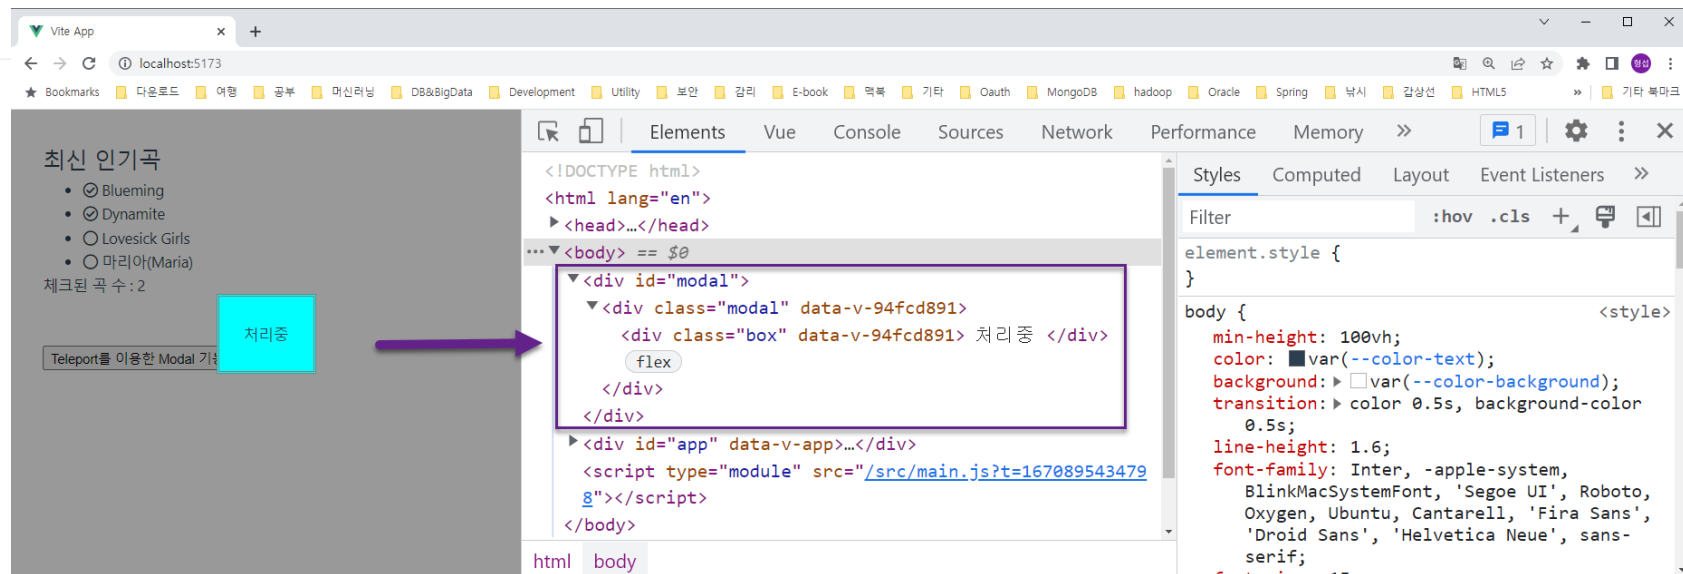 Vite App
localhost:5173
형섭
Bookmarks 다운로드 여행 공부 머신러닝 DB&BigData Development Utility 보안 감리 E-book 맥북 기타 Oauth MongoDB hadoop Oracle Spring 낚시 갑상선 HTML5 » 기타 북마크
최신 인기곡
Blueming
Dynamite
Lovesick Girls
마리아(Maria)
체크된 곡 수 : 2
처리중
Teleport를 이용한 Modal 기능
Elements Vue Console Sources Network Performance Memory » 1
<!DOCTYPE html>
<html lang="en">
<head>…</head>
<body> == $0
<div id="modal">
<div class="modal" data-v-94fcd891>
<div class="box" data-v-94fcd891> 처리중 </div>
flex
</div>
</div>
<div id="app" data-v-app>…</div>
<script type="module" src="/src/main.js?t=167089543479
8"></script>
</body>
html body
Styles Computed Layout Event Listeners »
Filter :hov .cls
element.style {
}
body { <style>
min-height: 100vh;
color: var(--color-text);
background: var(--color-background);
transition: color 0.5s, background-color
0.5s;
line-height: 1.6;
font-family: Inter, -apple-system,
BlinkMacSystemFont, 'Segoe UI', Roboto,
Oxygen, Ubuntu, Cantarell, 'Fira Sans',
'Droid Sans', 'Helvetica Neue', sans-
serif;